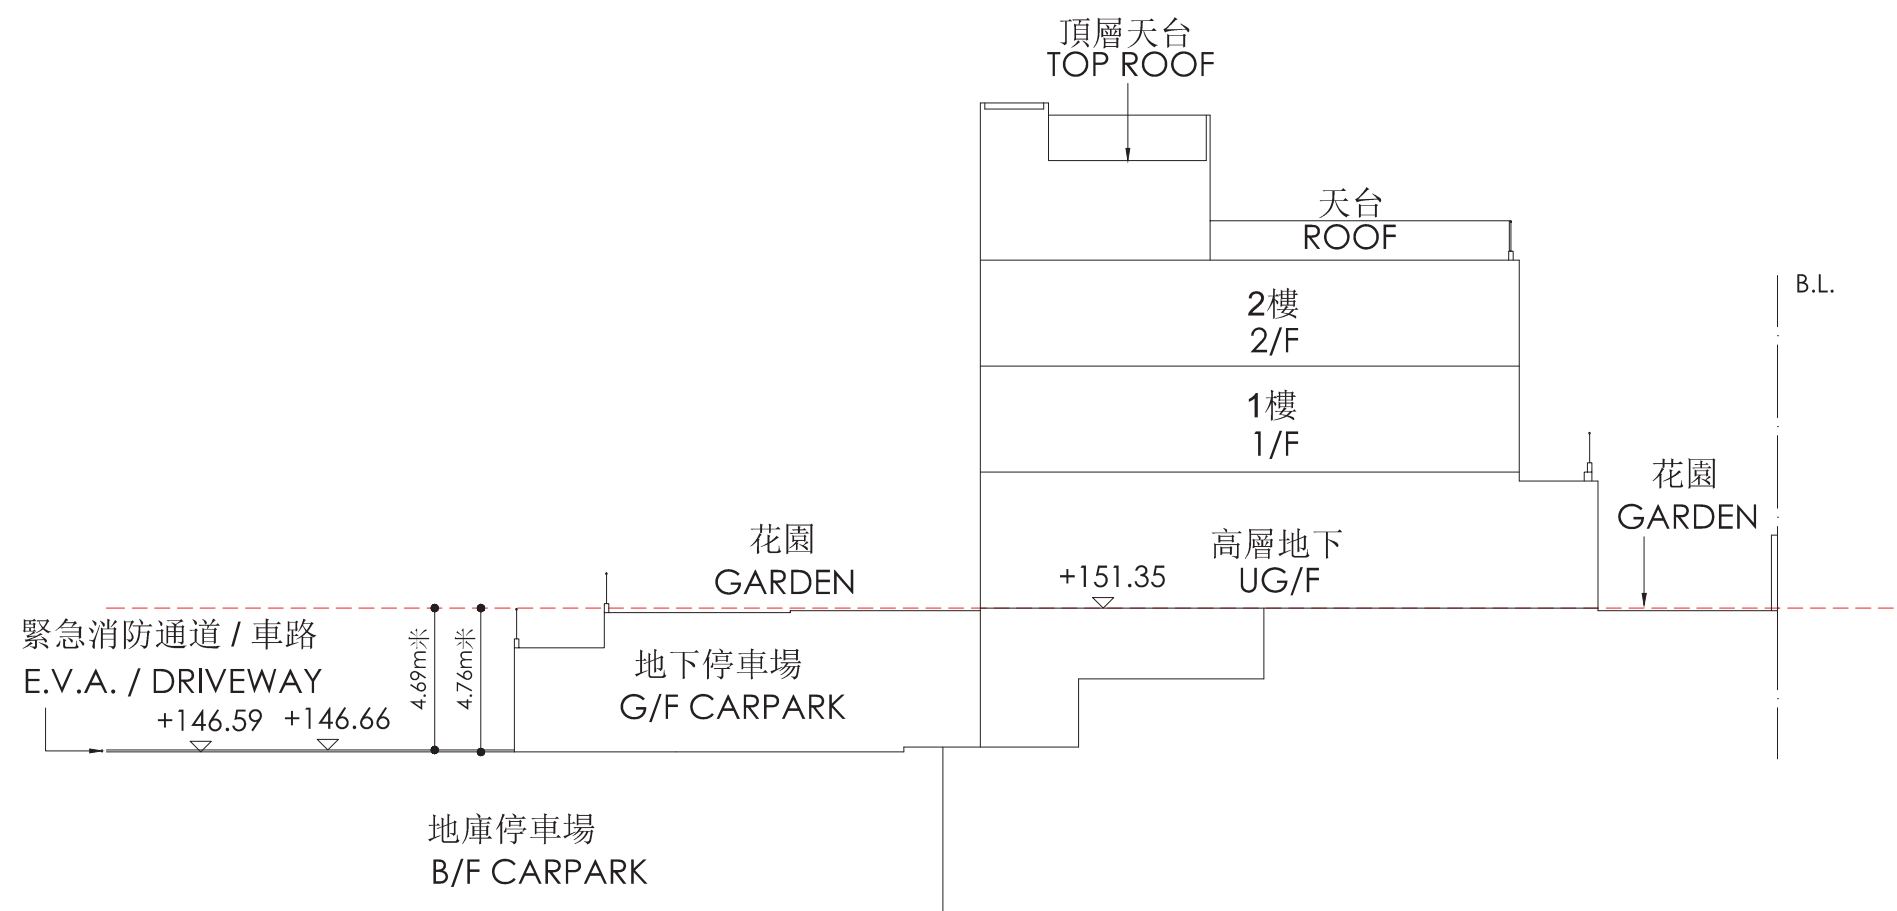 頂層天台
TOP ROOF
天台
ROOF
2樓
2/F
B.L.
1樓
1/F
花園
GARDEN
花園
GARDEN
高層地下
UG/F
+151.35
緊急消防通道 / 車路
E.V.A. / DRIVEWAY
+146.59
+146.66
4.69m米
4.76m米
地下停車場
G/F CARPARK
地庫停車場
B/F CARPARK